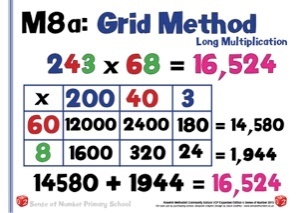 M8a: Grid Method
Long Multiplication
243 x 68 = 16,524
x 200 40 3
60 12000 2400 180 = 14,580
8 1600 320 24 = 1,944
14580 + 1944 = 16,524
Sense of Number Primary School